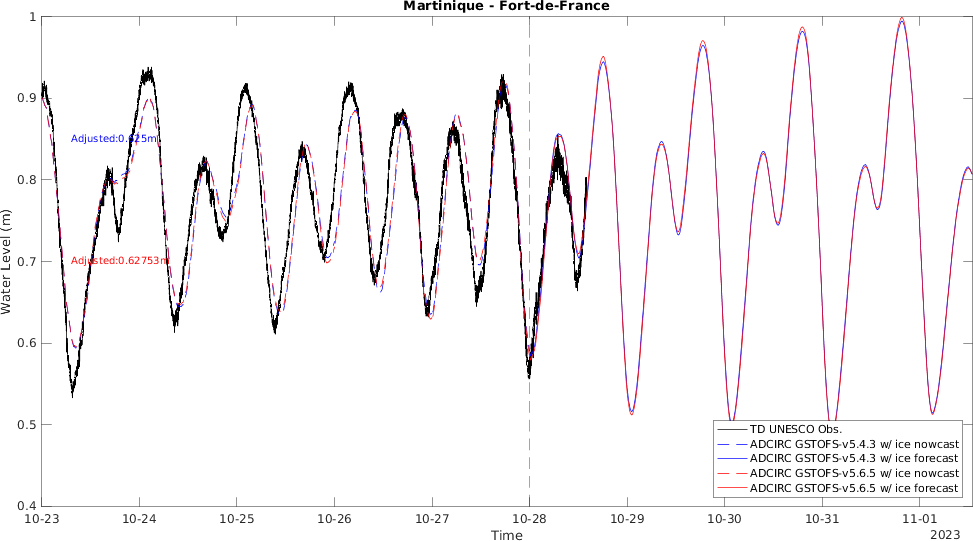 Martinique - Fort-de-France
1
0.9
0.8
0.7
0.6
0.5
0.4
Water Level (m)
Adjusted:0.625m
Adjusted:0.62753m
TD UNESCO Obs.
ADCIRC GSTOFS-v5.4.3 w/ ice nowcast
ADCIRC GSTOFS-v5.4.3 w/ ice forecast
ADCIRC GSTOFS-v5.6.5 w/ ice nowcast
ADCIRC GSTOFS-v5.6.5 w/ ice forecast
10-23 10-24 10-25 10-26 10-27 10-28 10-29 10-30 10-31 11-01
Time
2023